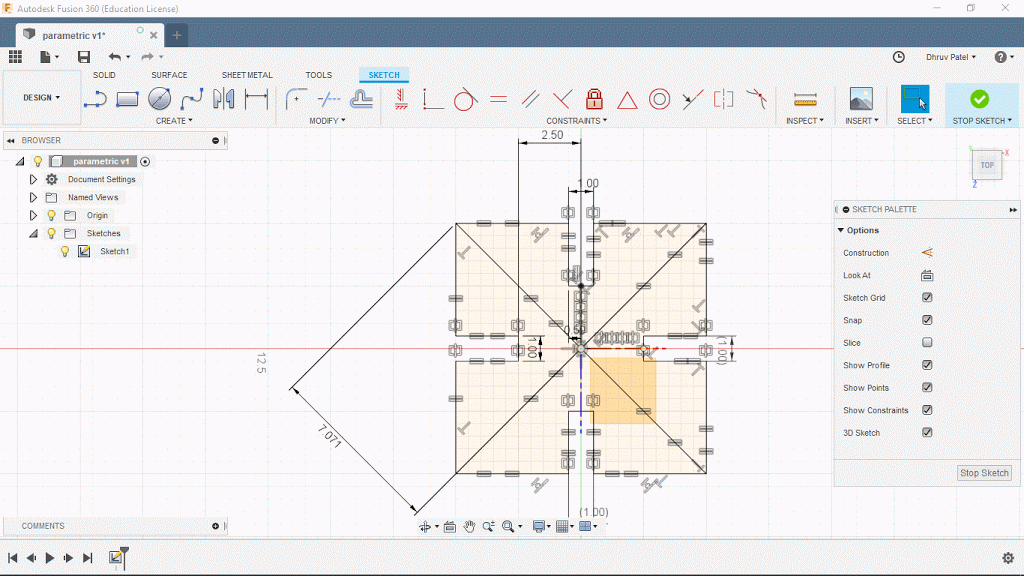 Autodesk Fusion 360 (Education License)
parametric v1*
Dhruv Patel
SOLID SURFACE SHEET METAL TOOLS SKETCH
DESIGN
CREATE MODIFY CONSTRAINTS INSPECT INSERT SELECT STOP SKETCH
BROWSER
parametric v1
Document Settings
Named Views
Origin
Sketches
Sketch1
2.50
1.00
TOP
X
Z
1.00
(1.00)
12.5
7.071
(1.00)
SKETCH PALETTE
Options
Construction
Look At
Sketch Grid
Snap
Slice
Show Profile
Show Points
Show Constraints
3D Sketch
Stop Sketch
COMMENTS